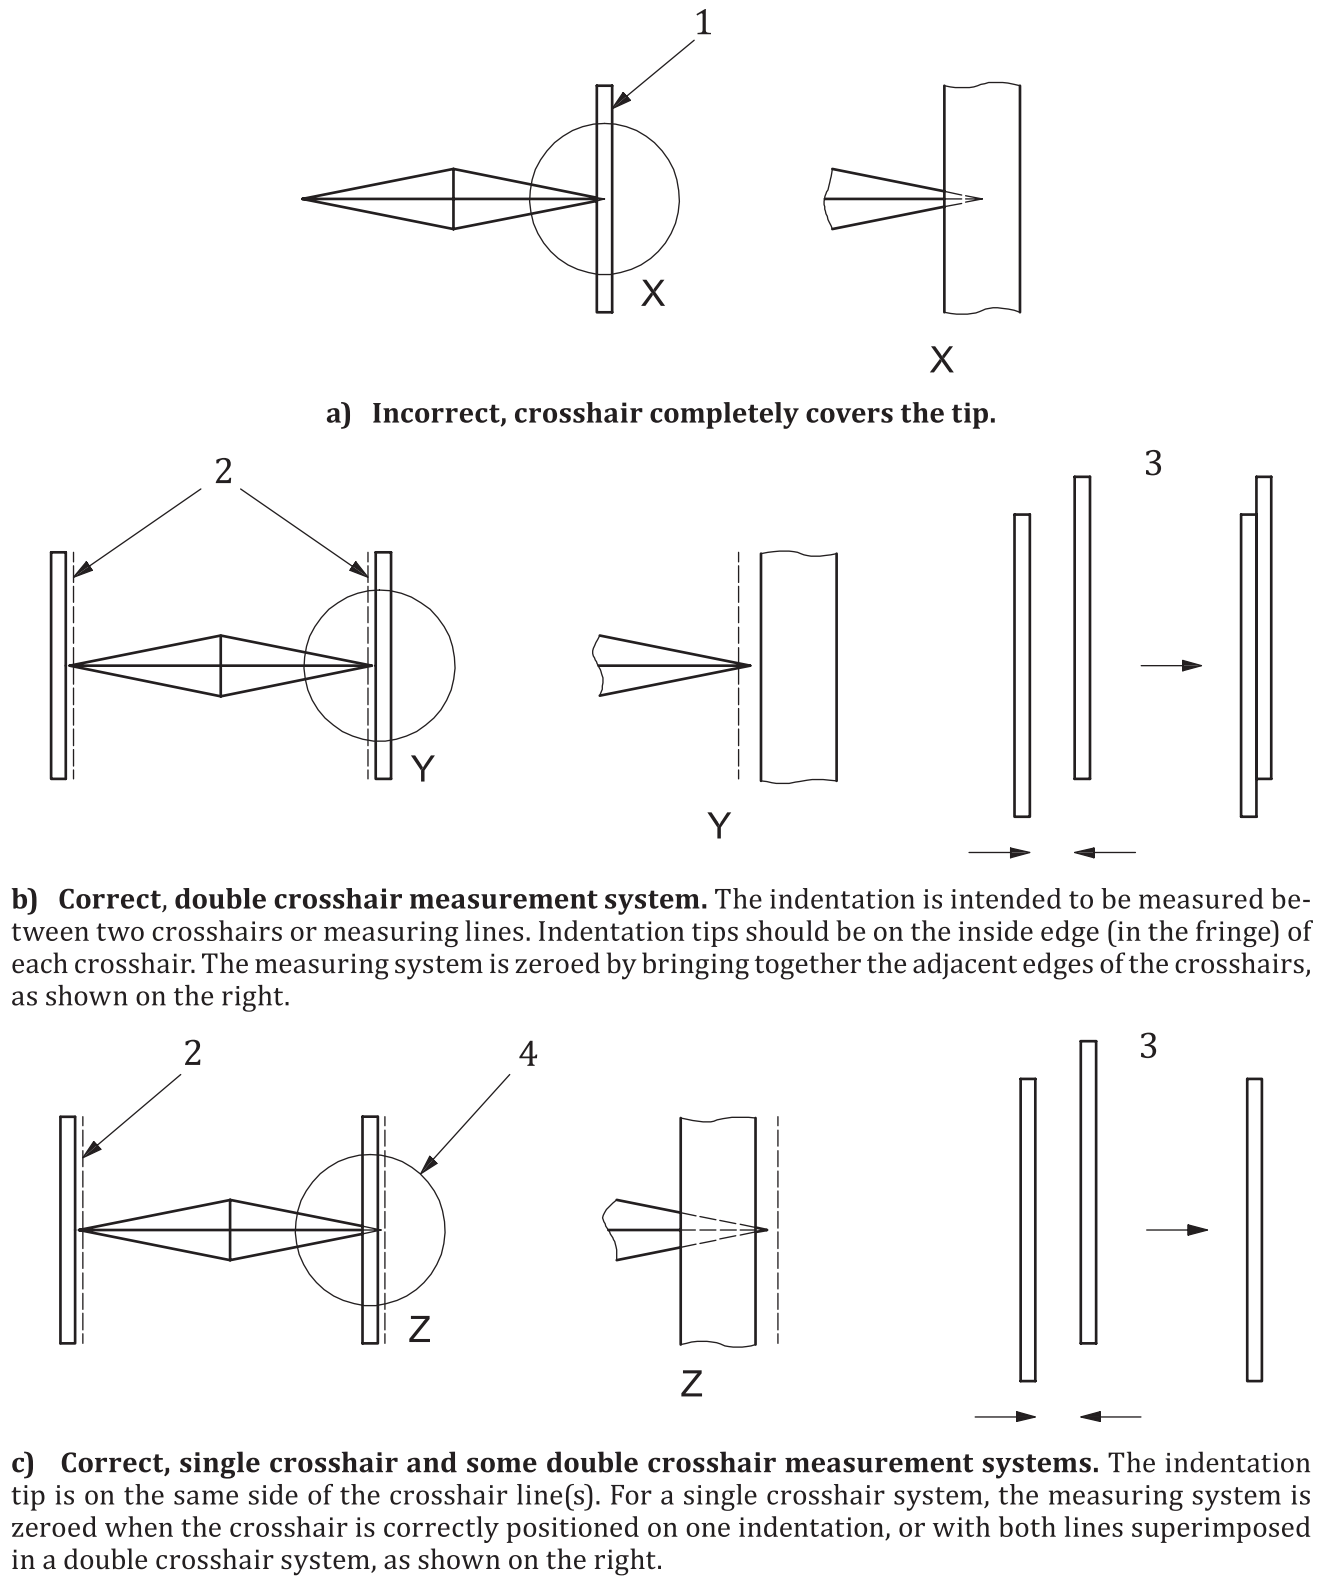 1
X
X
a) Incorrect, crosshair completely covers the tip.
2
3
Y
Y
b) Correct, double crosshair measurement system. The indentation is intended to be measured be-
tween two crosshairs or measuring lines. Indentation tips should be on the inside edge (in the fringe) of
each crosshair. The measuring system is zeroed by bringing together the adjacent edges of the crosshairs,
as shown on the right.
2
4
3
Z
Z
c) Correct, single crosshair and some double crosshair measurement systems. The indentation
tip is on the same side of the crosshair line(s). For a single crosshair system, the measuring system is
zeroed when the crosshair is correctly positioned on one indentation, or with both lines superimposed
in a double crosshair system, as shown on the right.